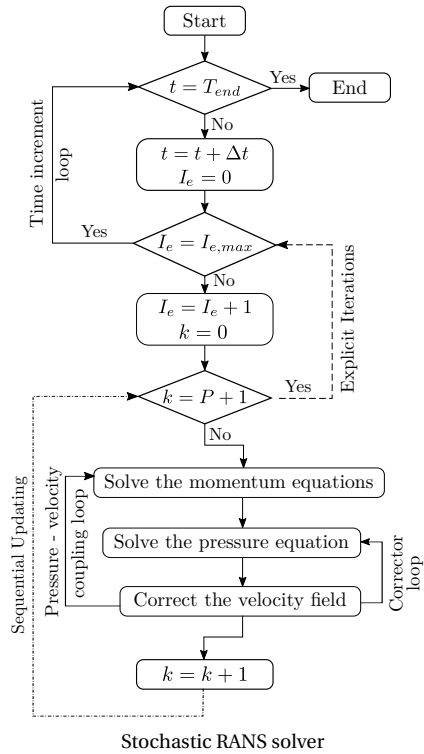 Start
t = T_end
Yes
End
No
t = t + Δt
I_e = 0
Time increment
loop
I_e = I_{e,max}
Yes
No
I_e = I_e + 1
k = 0
Explicit Iterations
k = P + 1
Yes
No
Sequential Updating
Pressure - velocity
coupling loop
Solve the momentum equations
Solve the pressure equation
Correct the velocity field
Corrector
loop
k = k + 1
Stochastic RANS solver